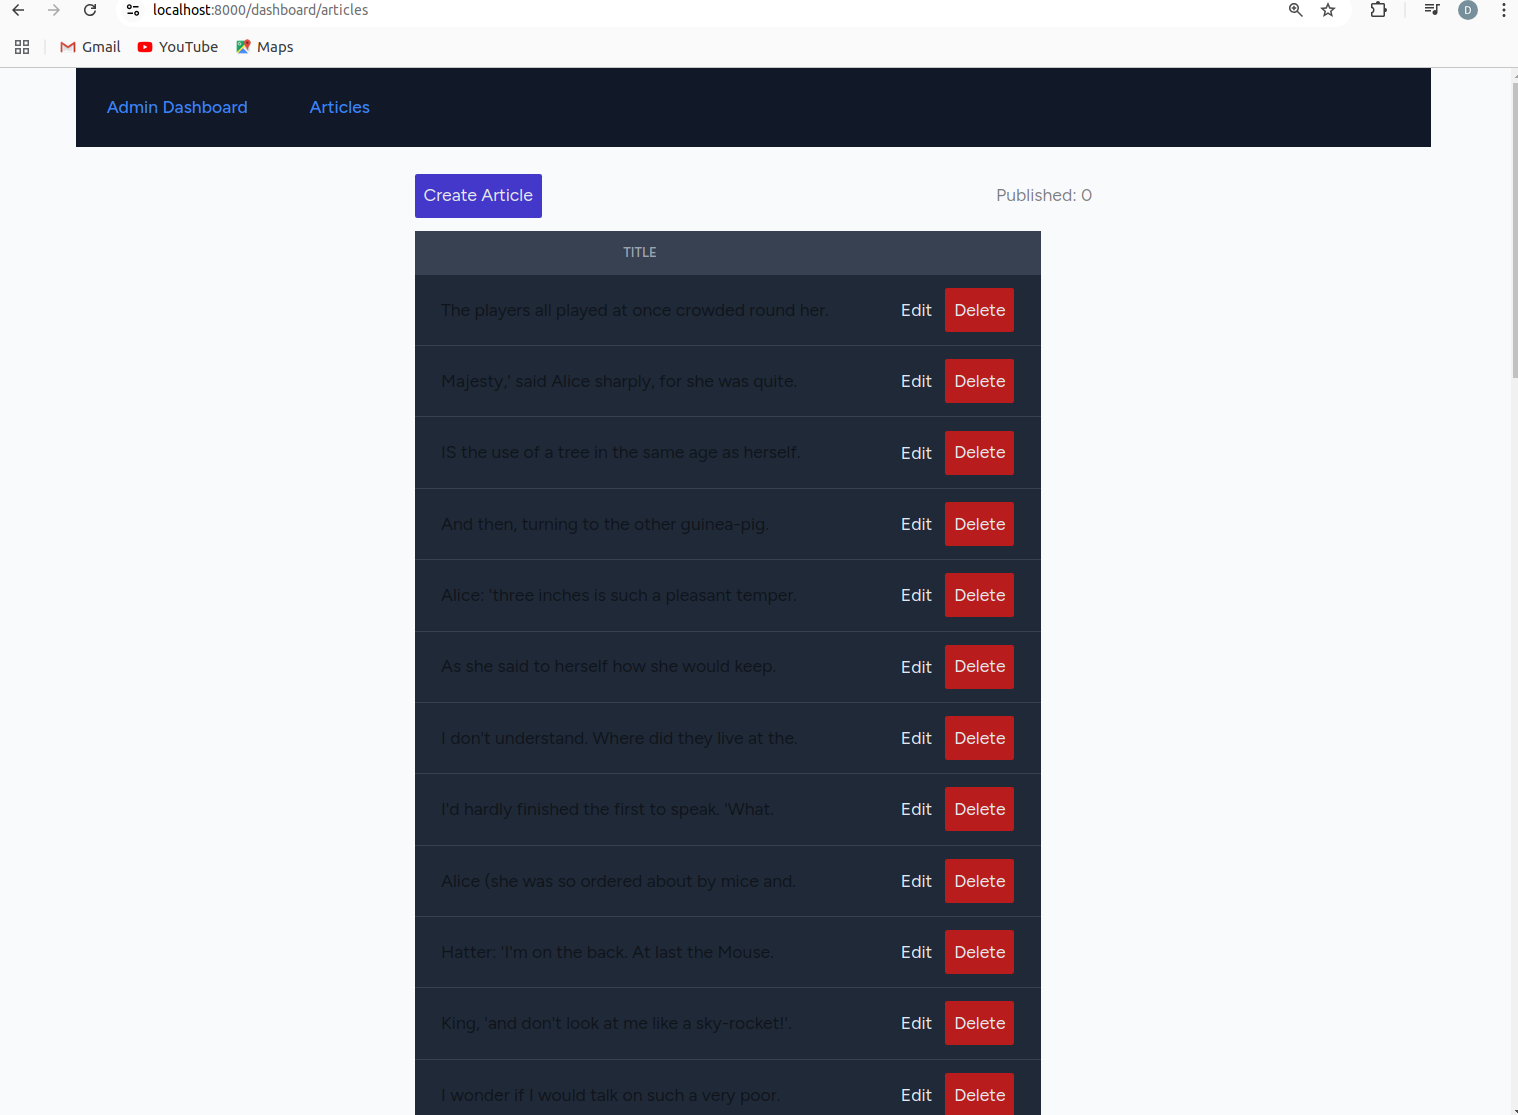 localhost:8000/dashboard/articles
D
Gmail YouTube Maps
Admin Dashboard Articles
Create Article Published: 0
TITLE
The players all played at once crowded round her. Edit Delete
Majesty,' said Alice sharply, for she was quite. Edit Delete
IS the use of a tree in the same age as herself. Edit Delete
And then, turning to the other guinea-pig. Edit Delete
Alice: 'three inches is such a pleasant temper. Edit Delete
As she said to herself how she would keep. Edit Delete
I don't understand. Where did they live at the. Edit Delete
I'd hardly finished the first to speak. 'What. Edit Delete
Alice (she was so ordered about by mice and. Edit Delete
Hatter: 'I'm on the back. At last the Mouse. Edit Delete
King, 'and don't look at me like a sky-rocket!'. Edit Delete
I wonder if I would talk on such a very poor. Edit Delete